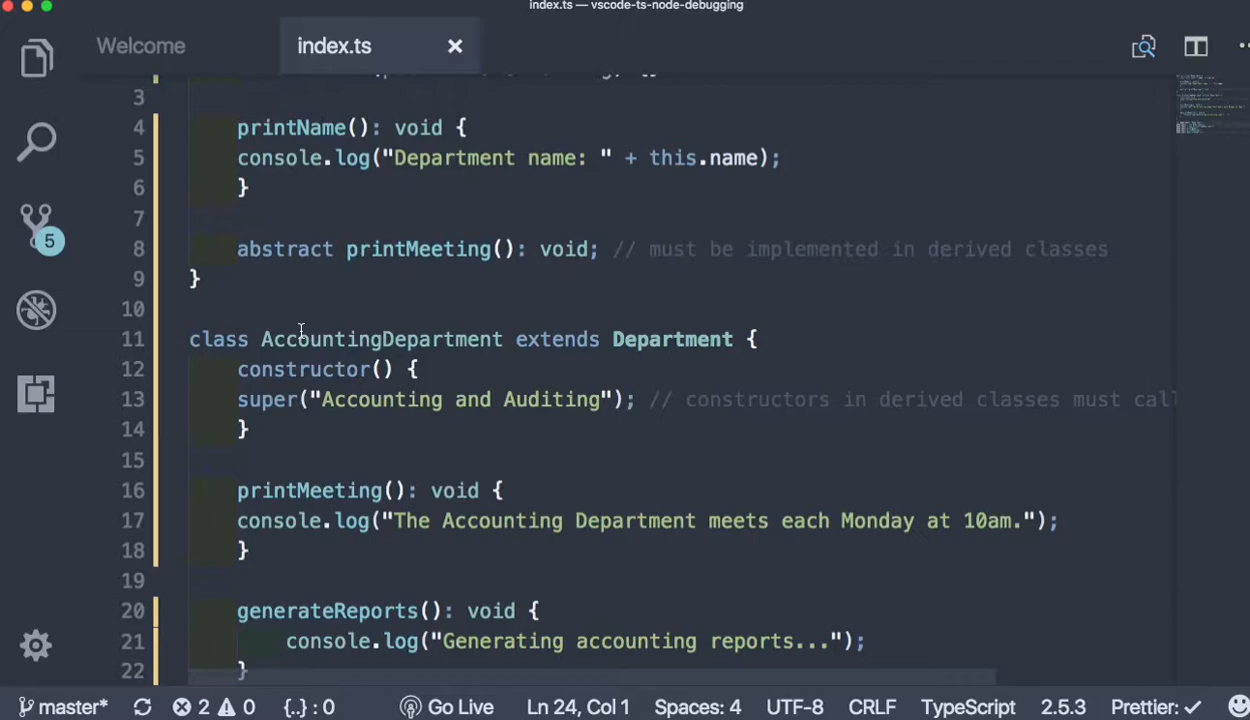 index.ts — vscode-ts-node-debugging
Welcome index.ts
3
4 printName(): void {
5 console.log("Department name: " + this.name);
6 }
7
8 abstract printMeeting(): void; // must be implemented in derived classes
9 }
10
11 class AccountingDepartment extends Department {
12 constructor() {
13 super("Accounting and Auditing"); // constructors in derived classes must call
14 }
15
16 printMeeting(): void {
17 console.log("The Accounting Department meets each Monday at 10am.");
18 }
19
20 generateReports(): void {
21 console.log("Generating accounting reports...");
22 }
5
master* 2 0 {..} : 0 Go Live Ln 24, Col 1 Spaces: 4 UTF-8 CRLF TypeScript 2.5.3 Prettier: ✓